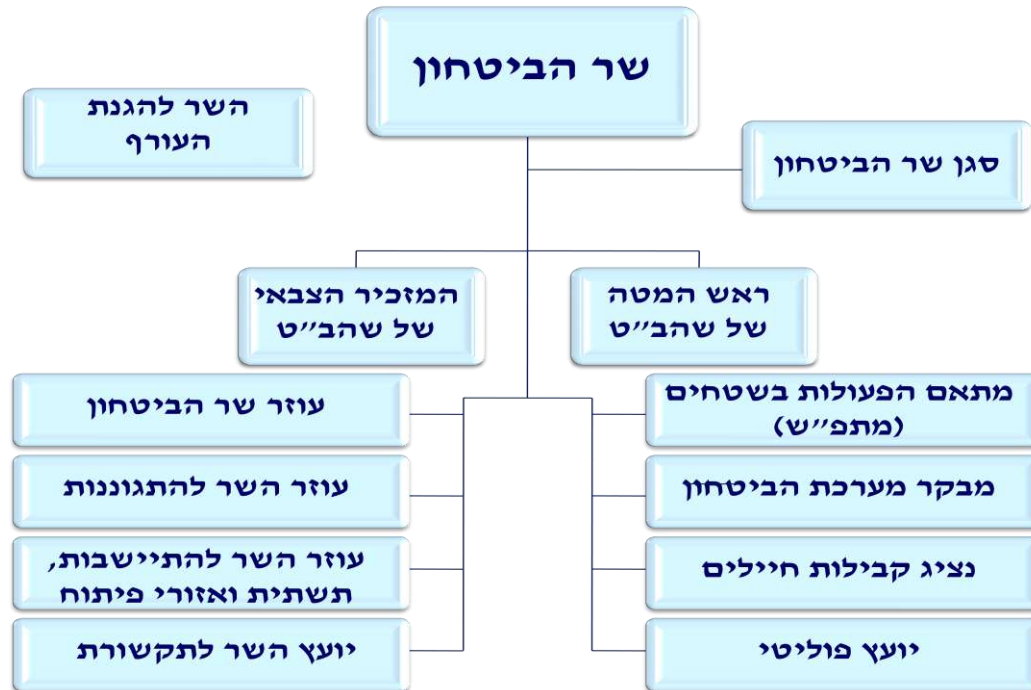 שר הביטחון
השר להגנת
העורף
סגן שר הביטחון
ראש המטה
של שהב״ט
המזכיר הצבאי
של שהב״ט
מתאם הפעולות בשטחים
(מתפ״ש)
מבקר מערכת הביטחון
נציג קבילות חיילים
יועץ פוליטי
עוזר שר הביטחון
עוזר השר להתגוננות
עוזר השר להתיישבות,
תשתית ואזורי פיתוח
יועץ השר לתקשורת